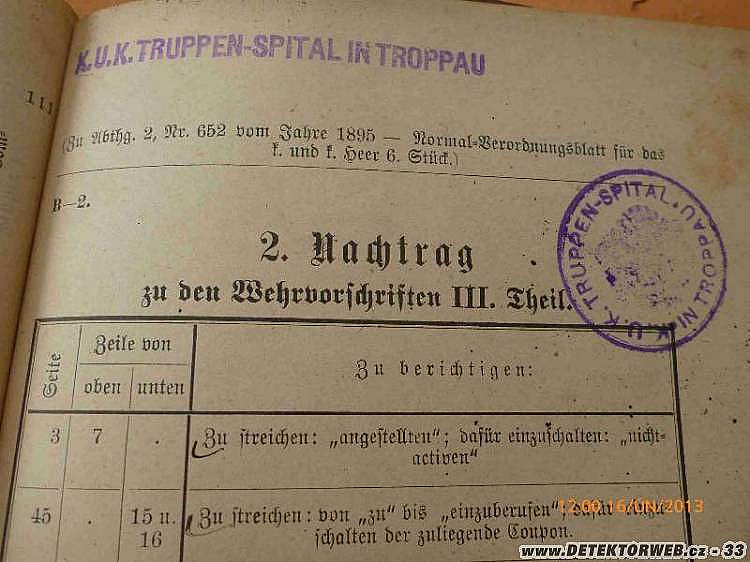 K.U.K. TRUPPEN-SPITAL IN TROPPAU
111
(Zu Abthg. 2, Nr. 652 vom Jahre 1895 — Normal-Verordnungsblatt für das
k. und k. Heer 6. Stück.)
B—2.
K.U.K. TRUPPEN-SPITAL IN TROPPAU
2. Nachtrag
zu den Wehrvorschriften III. Theil.
Seite
Zeile von
oben unten
Zu berichtigen:
3 7 . Zu streichen: „angestellten"; dafür einzuschalten: „nicht-
activen"
45 . 15 u. Zu streichen: von „zu" bis „einzuberufen"; dafür
16 schalten der zuliegende Coupon.
12:00 16/JUN/2013
www.DETEKTORWEB.cz - 33